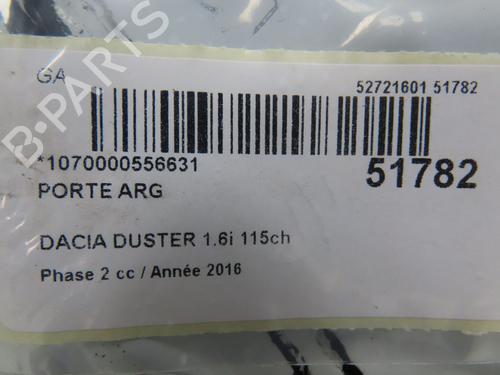 GA
52721601 51782
*1070000556631
51782
PORTE ARG
DACIA DUSTER 1.6i 115ch
Phase 2 cc / Année 2016
B-PARTS